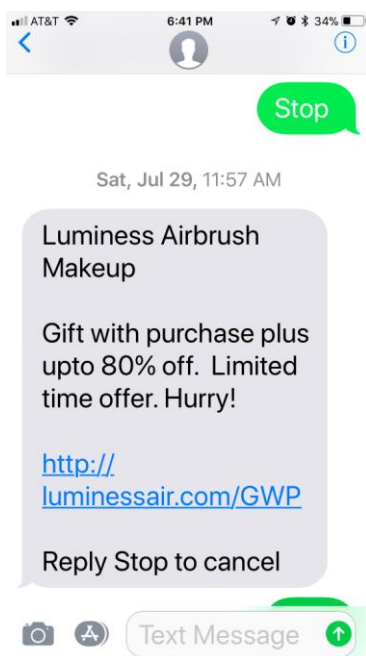 AT&T 6:41 PM 34%
Stop
Sat, Jul 29, 11:57 AM
Luminess Airbrush
Makeup
Gift with purchase plus
upto 80% off. Limited
time offer. Hurry!
http://
luminessair.com/GWP
Reply Stop to cancel
Text Message